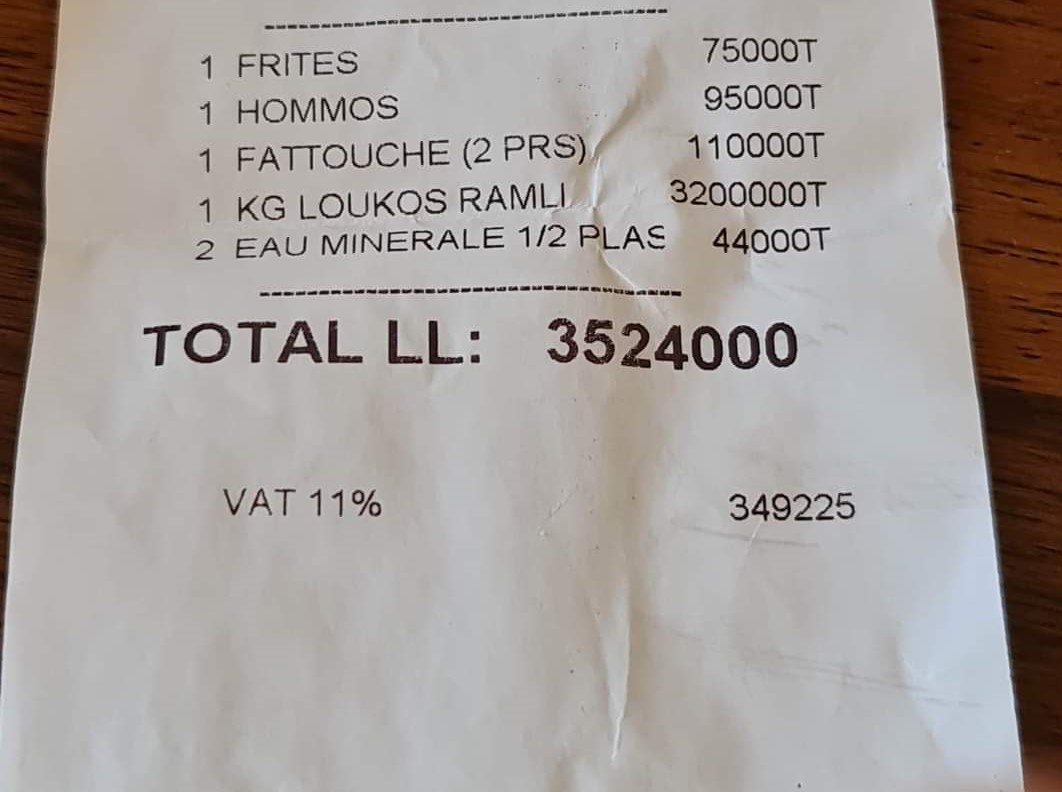 1 FRITES 75000T
1 HOMMOS 95000T
1 FATTOUCHE (2 PRS) 110000T
1 KG LOUKOS RAMLI 3200000T
2 EAU MINERALE 1/2 PLAS 44000T
TOTAL LL: 3524000
VAT 11% 349225